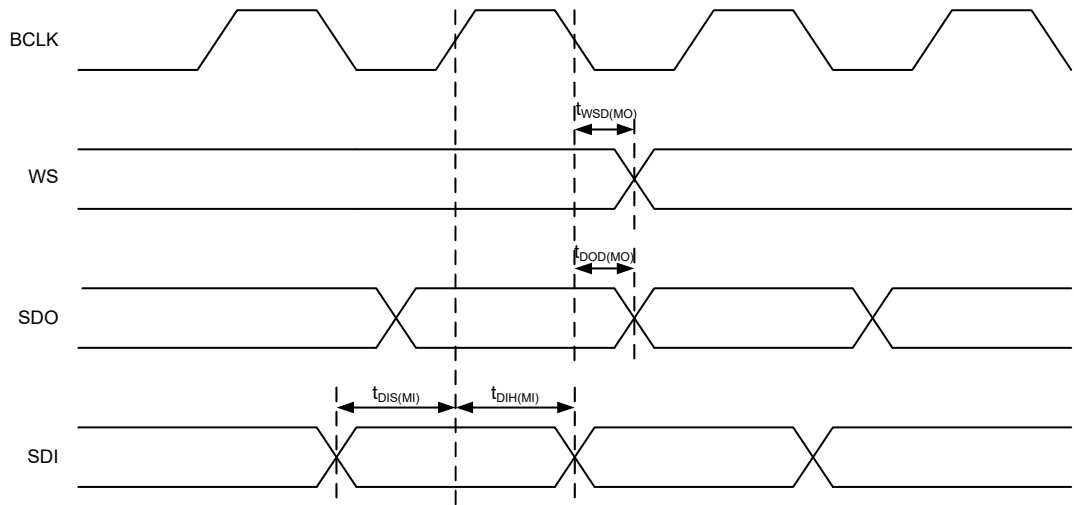 BCLK
tWSD(MO)
WS
tDOD(MO)
SDO
tDIS(MI) tDIH(MI)
SDI